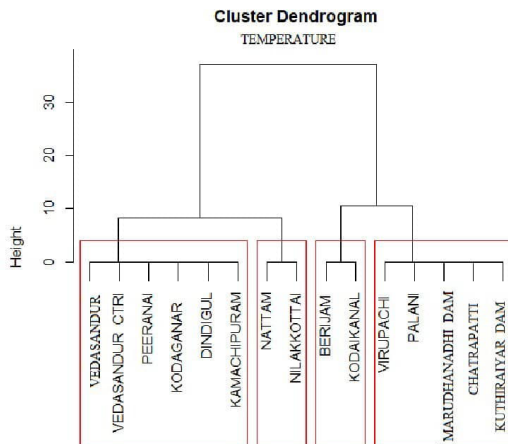 Cluster Dendrogram
TEMPERATURE
Height
30
20
10
0
VEDASANDUR
VEDASANDUR CTRI
PEERANAI
KODAGANAR
DINDIGUL
KAMACHIPURAM
NATTAM
NILAKKOTTAI
BERIJAM
KODAIKANAL
VIRUPACHI
PALANI
MARUDHANADHI DAM
CHATRAPATTI
KUTHIRAIYAR DAM